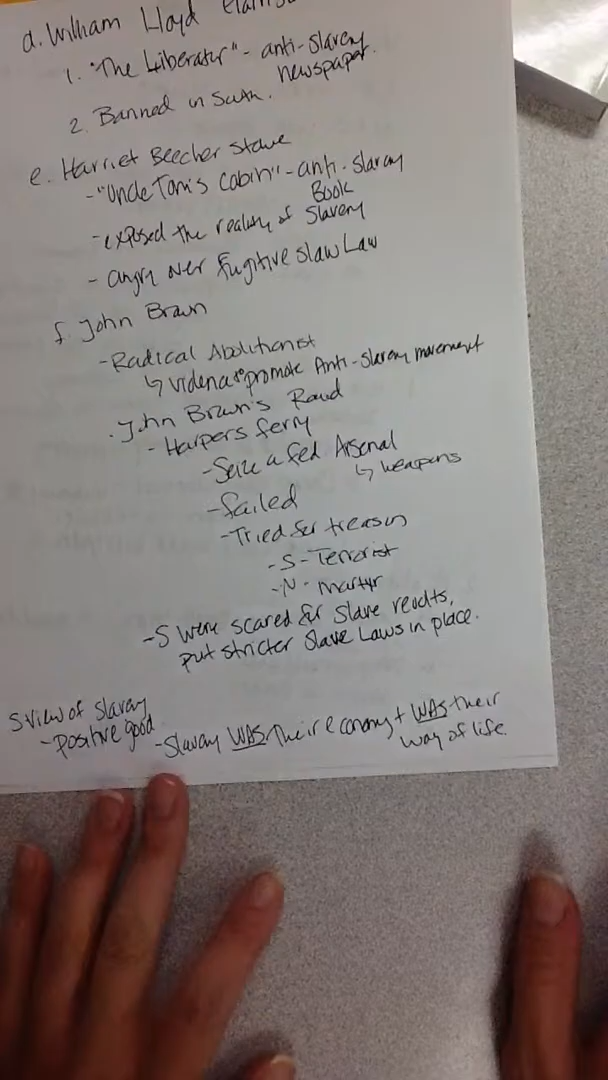 d. William Lloyd
1. "The Liberator" - anti-slavery
newspaper.
2. Banned in South.
e. Harriet Beecher Stowe
- "Uncle Tom's Cabin" - anti-slavery
Book
- exposed the reality of Slavery
- angry over Fugitive Slaw Law
f. John Brown
- Radical Abolitionist
↳ violence to promote Anti-slavery movement
· John Brown's Raid
- Harpers ferry
- Seize a fed Arsenal
↳ weapons
- failed
- Tried for treason
- S - Terrorist
- N - martyr
- S were scared for slave revolts,
put stricter Slave Laws in place.
S view of slavery
- positive good
- Slavery WAS their economy + WAS their
way of life.